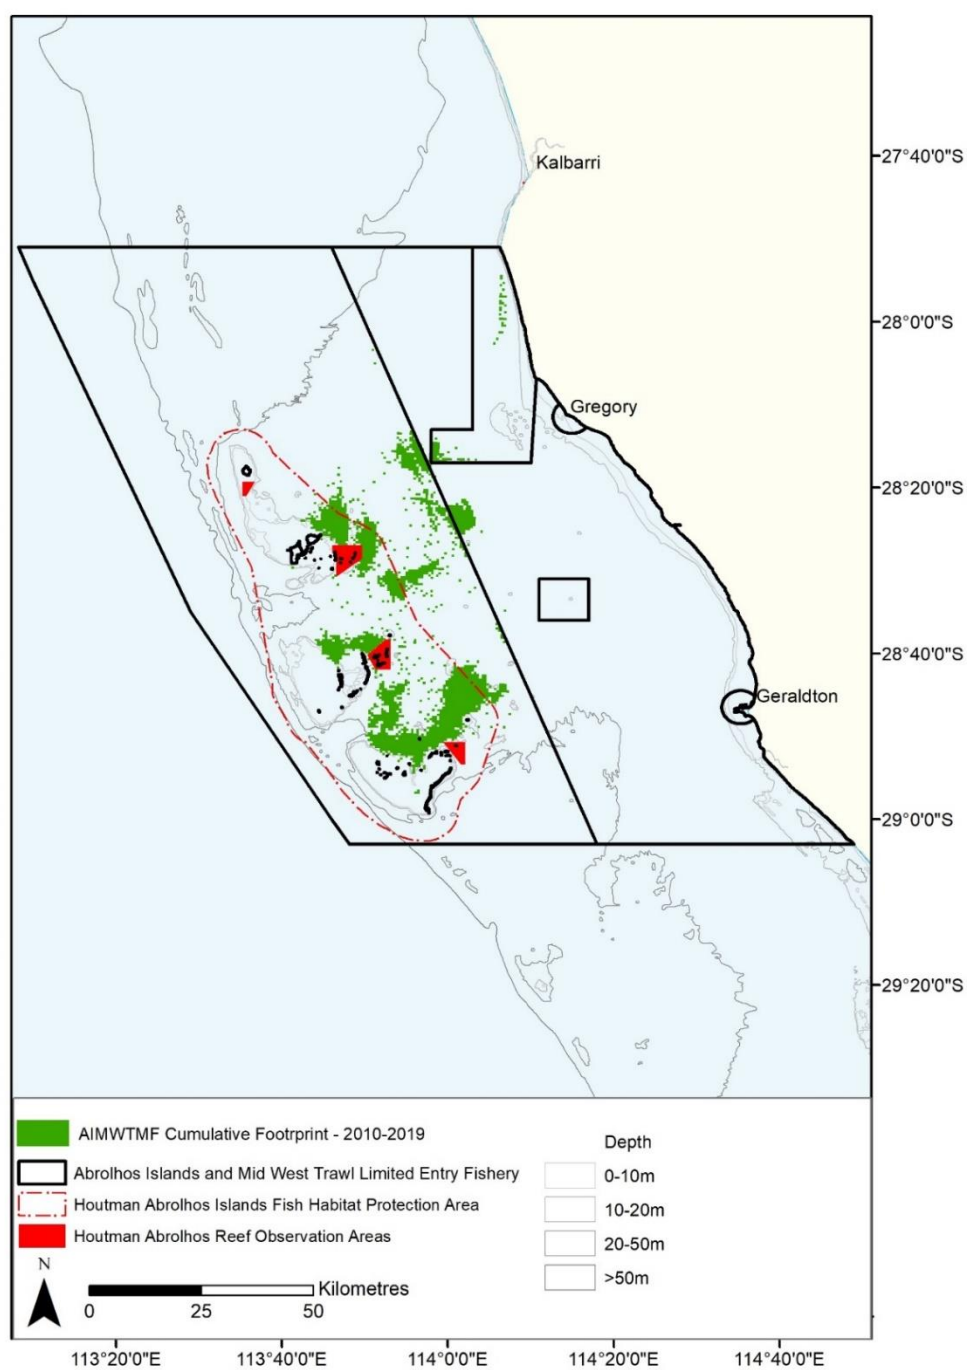 Kalbarri
27°40'0"S
28°0'0"S
Gregory
28°20'0"S
28°40'0"S
Geraldton
29°0'0"S
29°20'0"S
AIMWTMF Cumulative Footrprint - 2010-2019
Abrolhos Islands and Mid West Trawl Limited Entry Fishery
Houtman Abrolhos Islands Fish Habitat Protection Area
Houtman Abrolhos Reef Observation Areas
Depth
0-10m
10-20m
20-50m
>50m
N
Kilometres
0 25 50
113°20'0"E 113°40'0"E 114°0'0"E 114°20'0"E 114°40'0"E